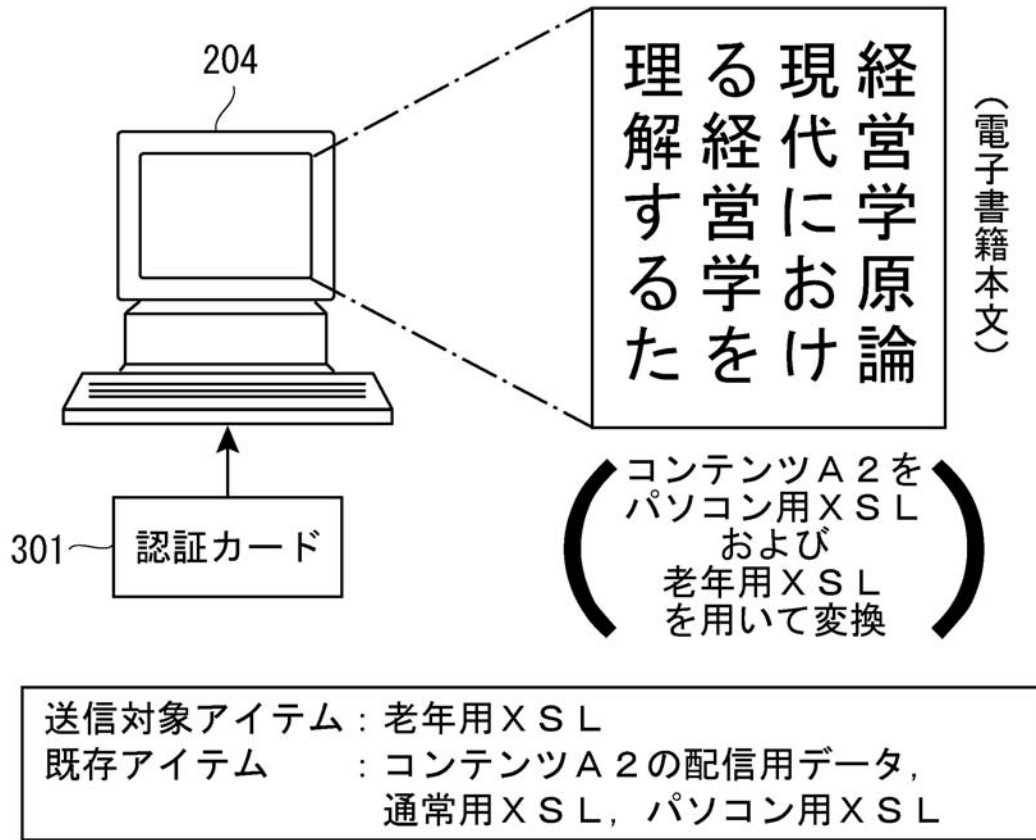 204
経営学原論
現代におけ
る経営学を
理解するた
（電子書籍本文）
301
認証カード
コンテンツA2を
パソコン用XSL
および
老年用XSL
を用いて変換
送信対象アイテム：老年用XSL
既存アイテム　　：コンテンツA2の配信用データ，
通常用XSL，パソコン用XSL